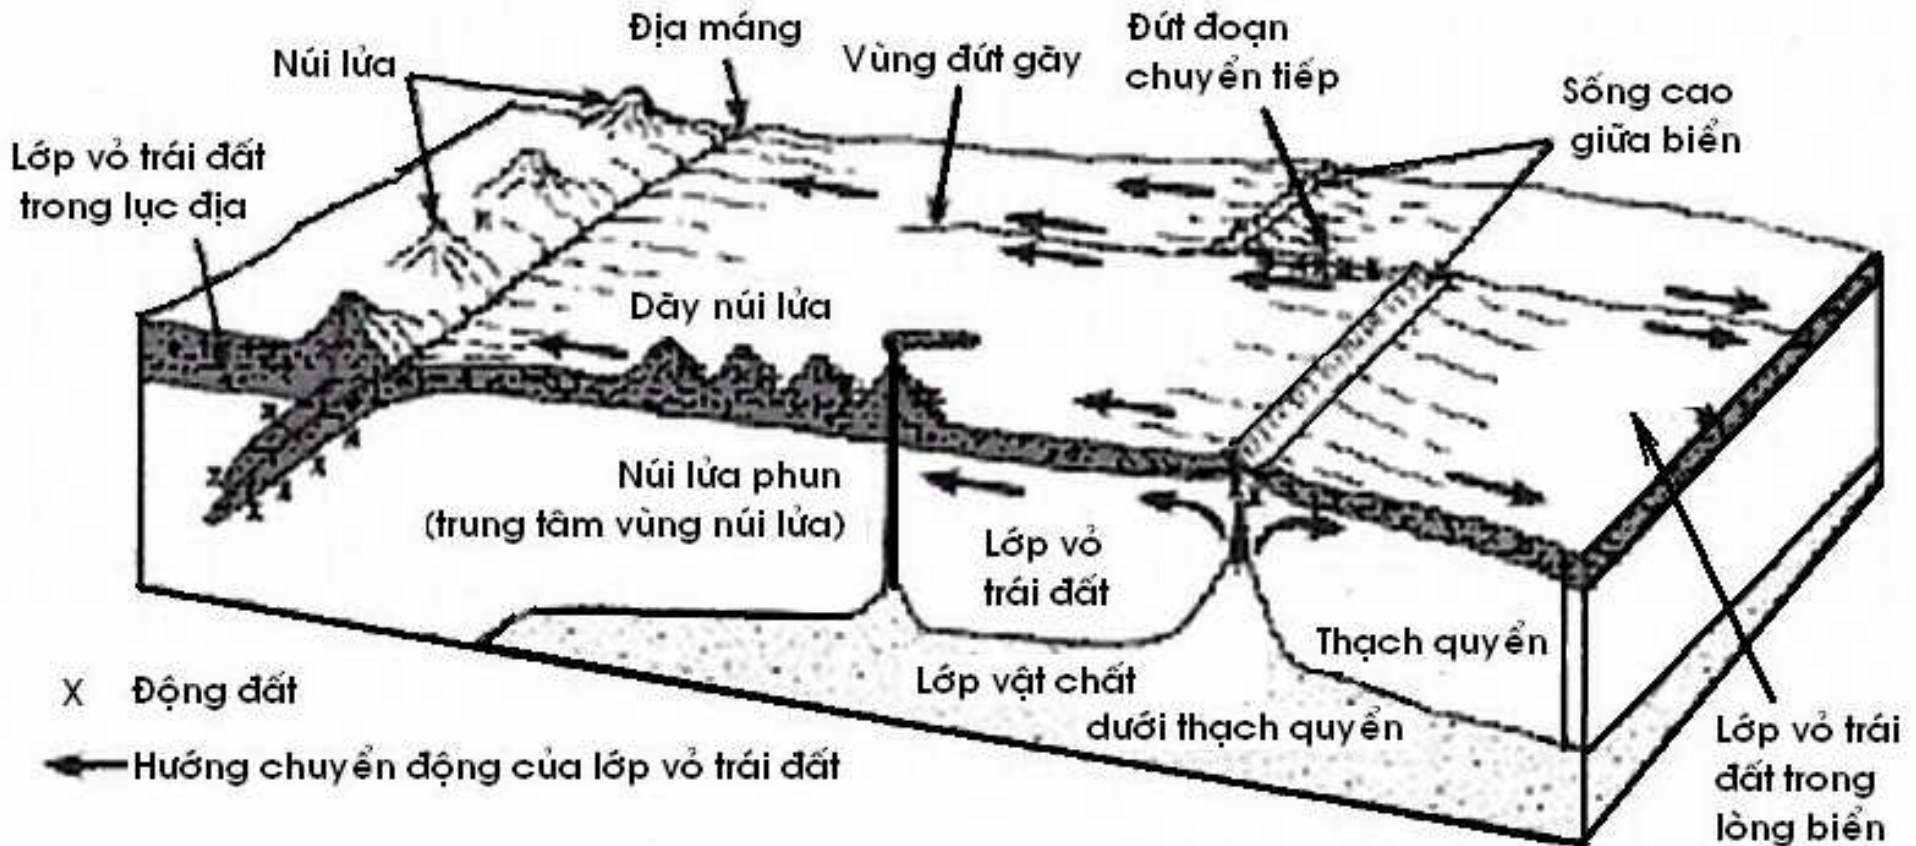 Địa máng
Núi lửa
Vùng đứt gãy
Đứt đoạn
chuyển tiếp
Sống cao
giữa biển
Lớp vỏ trái đất
trong lục địa
Dãy núi lửa
Núi lửa phun
(trung tâm vùng núi lửa)
Lớp vỏ
trái đất
Thạch quyển
Lớp vật chất
dưới thạch quyển
Lớp vỏ trái
đất trong
lòng biển
X Động đất
Hướng chuyển động của lớp vỏ trái đất